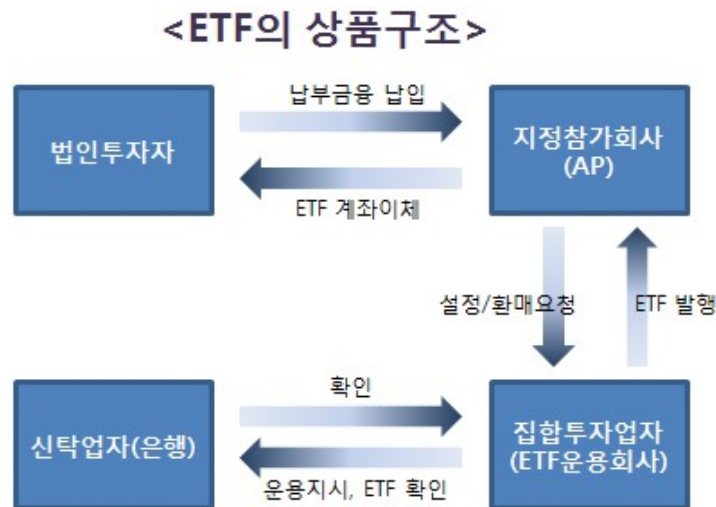 <ETF의 상품구조>
납부금용 납입
법인투자자
지정참가회사
(AP)
ETF 계좌이체
설정/환매요청
ETF 발행
확인
신탁업자(은행)
집합투자업자
(ETF운용회사)
운용지시, ETF 확인